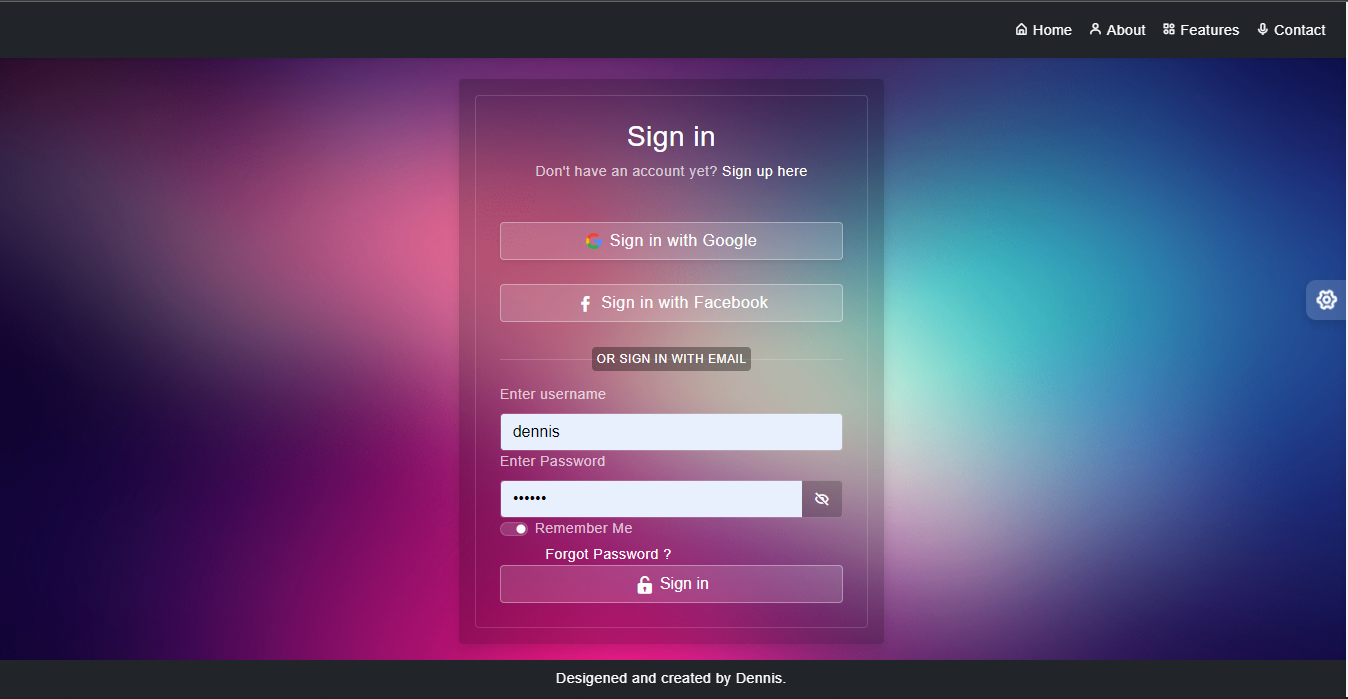 Home About Features Contact
Sign in
Don't have an account yet? Sign up here
Sign in with Google
Sign in with Facebook
OR SIGN IN WITH EMAIL
Enter username
dennis
Enter Password
••••••
Remember Me
Forgot Password ?
Sign in
Desigened and created by Dennis.